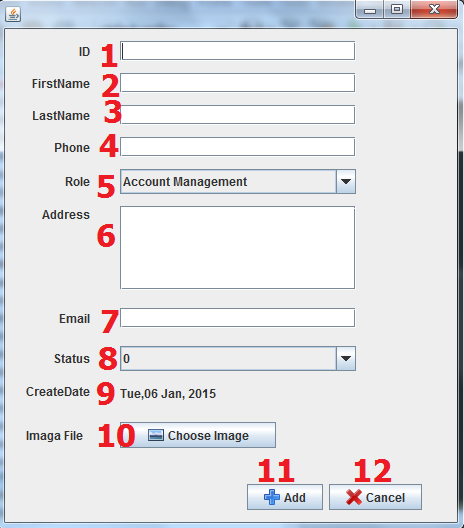 ID 1
FirstName 2
LastName 3
Phone 4
Role 5 Account Management
Address 6
Email 7
Status 8 0
CreateDate 9 Tue,06 Jan, 2015
Imaga File 10 Choose Image
11 12
Add Cancel